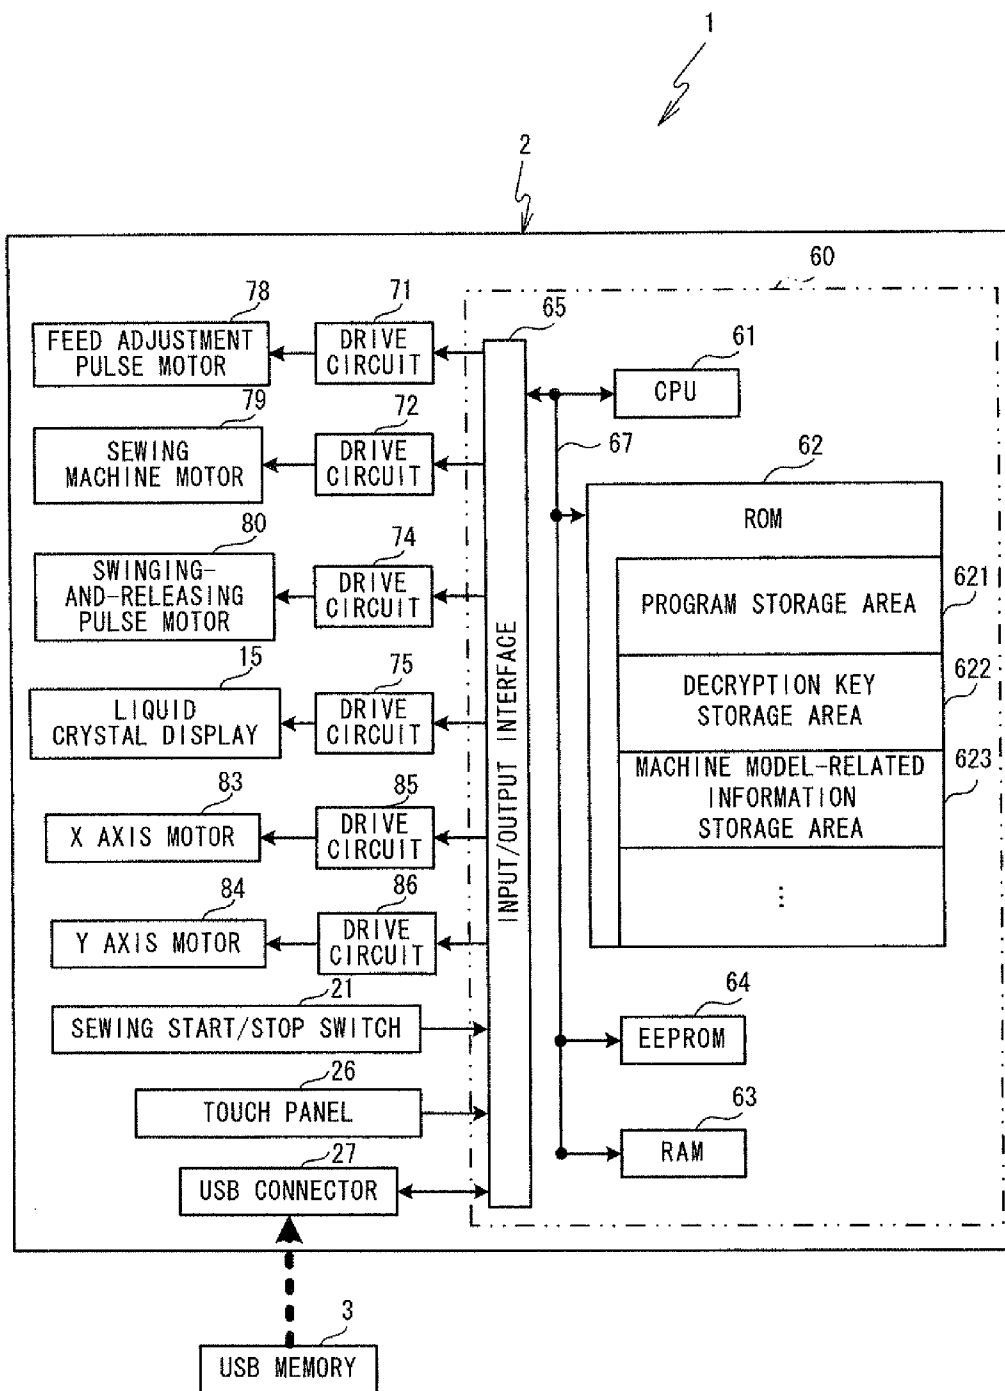 1
2
60
78
71
65
FEED ADJUSTMENT
PULSE MOTOR
DRIVE
CIRCUIT
61
CPU
79
72
67
SEWING
MACHINE MOTOR
DRIVE
CIRCUIT
62
ROM
80
74
SWINGING-
AND-RELEASING
PULSE MOTOR
DRIVE
CIRCUIT
621
PROGRAM STORAGE AREA
15
75
622
DECRYPTION KEY
STORAGE AREA
LIQUID
CRYSTAL DISPLAY
DRIVE
CIRCUIT
INPUT/OUTPUT INTERFACE
623
MACHINE MODEL-RELATED
INFORMATION
STORAGE AREA
83
85
X AXIS MOTOR
DRIVE
CIRCUIT
84
86
Y AXIS MOTOR
DRIVE
CIRCUIT
⋮
21
SEWING START/STOP SWITCH
64
EEPROM
26
TOUCH PANEL
63
RAM
27
USB CONNECTOR
3
USB MEMORY